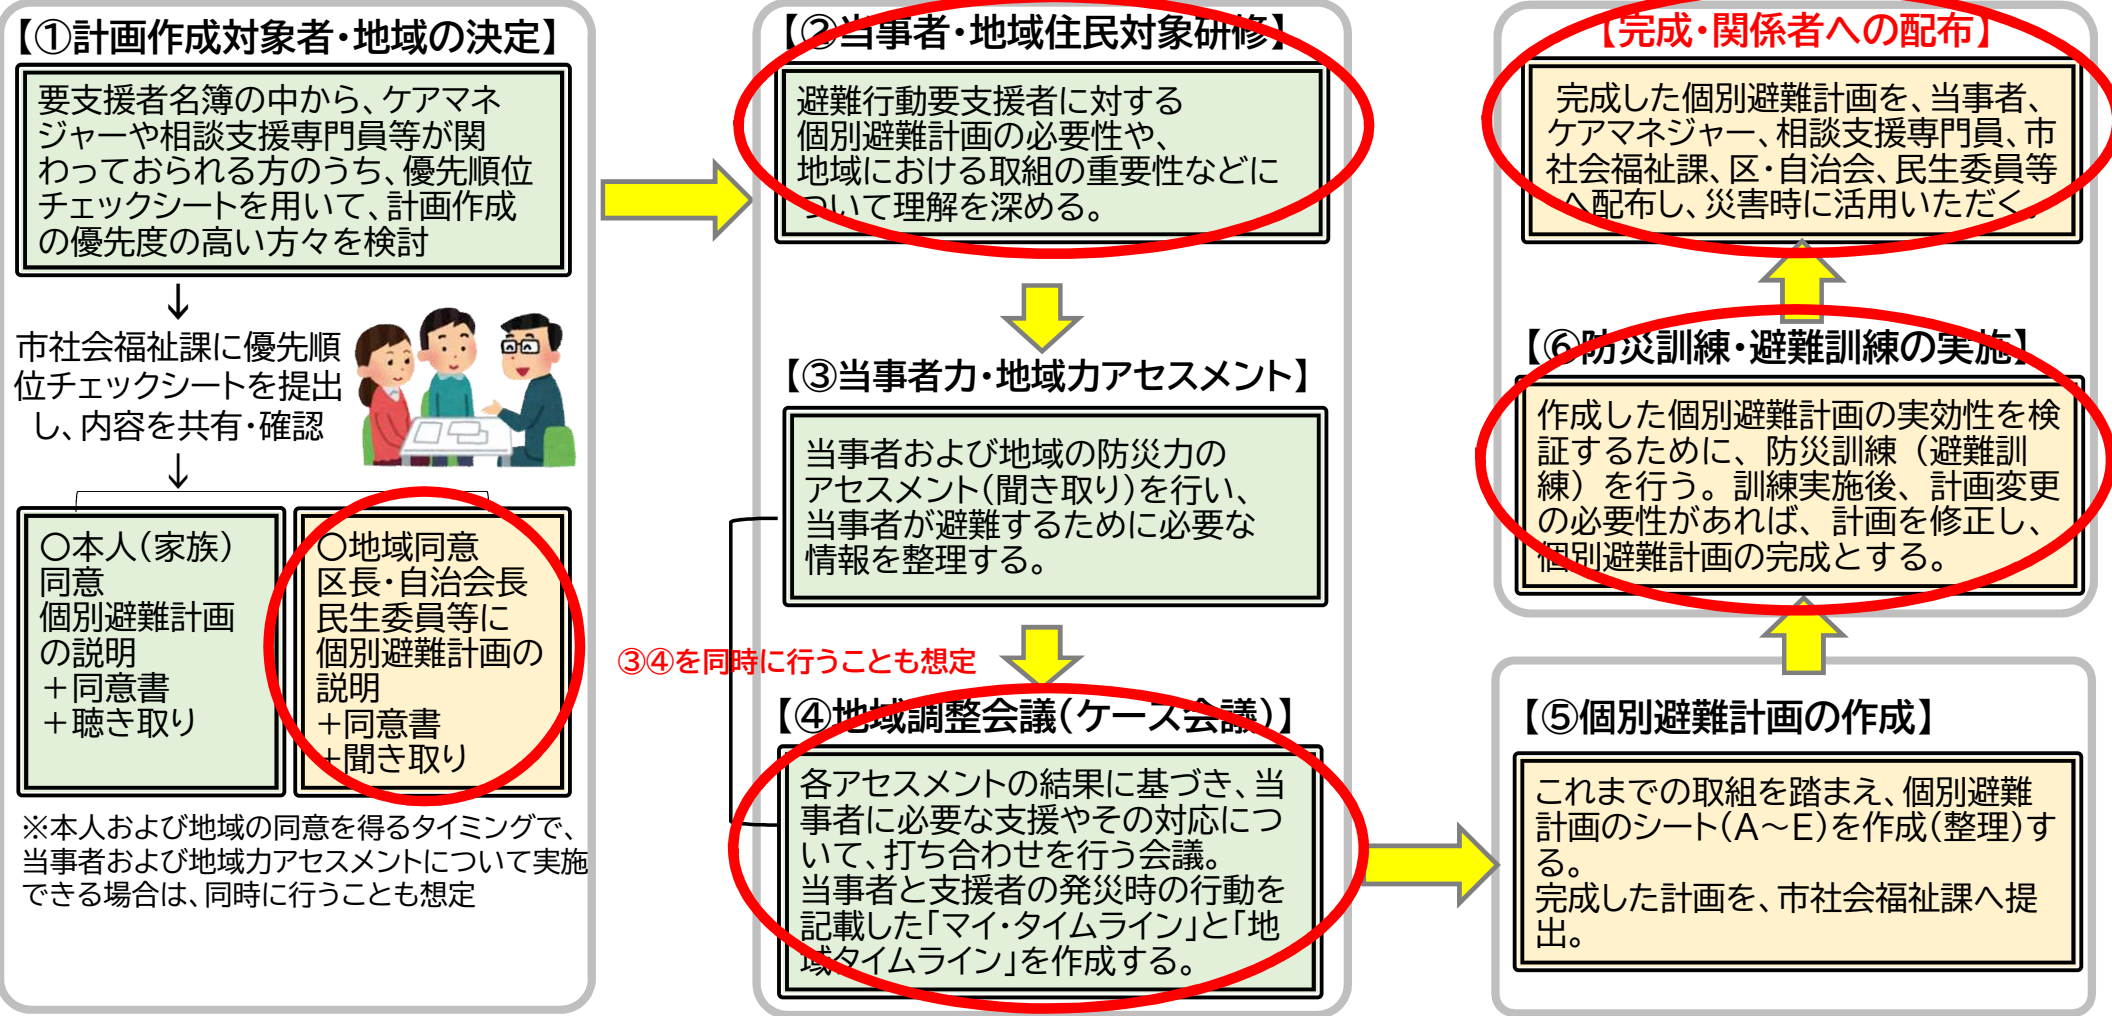 【①計画作成対象者・地域の決定】
要支援者名簿の中から、ケアマネ
ジャーや相談支援専門員等が関
わっておられる方のうち、優先順位
チェックシートを用いて、計画作成
の優先度の高い方々を検討
↓
市社会福祉課に優先順
位チェックシートを提出
し、内容を共有・確認
↓
〇本人(家族)
同意
個別避難計画
の説明
+同意書
+聴き取り
〇地域同意
区長・自治会長
民生委員等に
個別避難計画の
説明
+同意書
+聞き取り
※本人および地域の同意を得るタイミングで、
当事者および地域力アセスメントについて実施
できる場合は、同時に行うことも想定
【②当事者・地域住民対象研修】
避難行動要支援者に対する
個別避難計画の必要性や、
地域における取組の重要性などに
ついて理解を深める。
【③当事者力・地域力アセスメント】
当事者および地域の防災力の
アセスメント(聞き取り)を行い、
当事者が避難するために必要な
情報を整理する。
③④を同時に行うことも想定
【④地域調整会議(ケース会議)】
各アセスメントの結果に基づき、当
事者に必要な支援やその対応につ
いて、打ち合わせを行う会議。
当事者と支援者の発災時の行動を
記載した「マイ・タイムライン」と「地
域タイムライン」を作成する。
【⑤個別避難計画の作成】
これまでの取組を踏まえ、個別避難
計画のシート(A~E)を作成(整理)す
る。
完成した計画を、市社会福祉課へ提
出。
【⑥防災訓練・避難訓練の実施】
作成した個別避難計画の実効性を検
証するために、防災訓練(避難訓
練)を行う。訓練実施後、計画変更
の必要性があれば、計画を修正し、
個別避難計画の完成とする。
【完成・関係者への配布】
完成した個別避難計画を、当事者、
ケアマネジャー、相談支援専門員、市
社会福祉課、区・自治会、民生委員等
へ配布し、災害時に活用いただく。